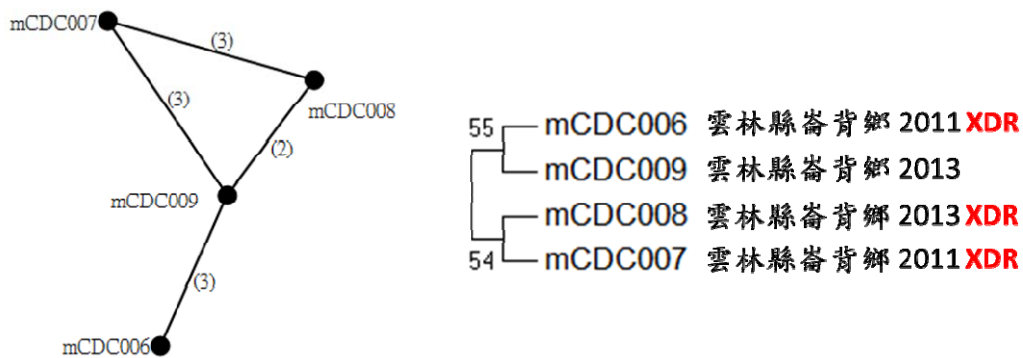 mCDC007
(3)
mCDC008
(3)
(2)
mCDC009
(3)
mCDC006
55
mCDC006 雲林縣崙背鄉 2011 XDR
mCDC009 雲林縣崙背鄉 2013
mCDC008 雲林縣崙背鄉 2013 XDR
mCDC007 雲林縣崙背鄉 2011 XDR
54